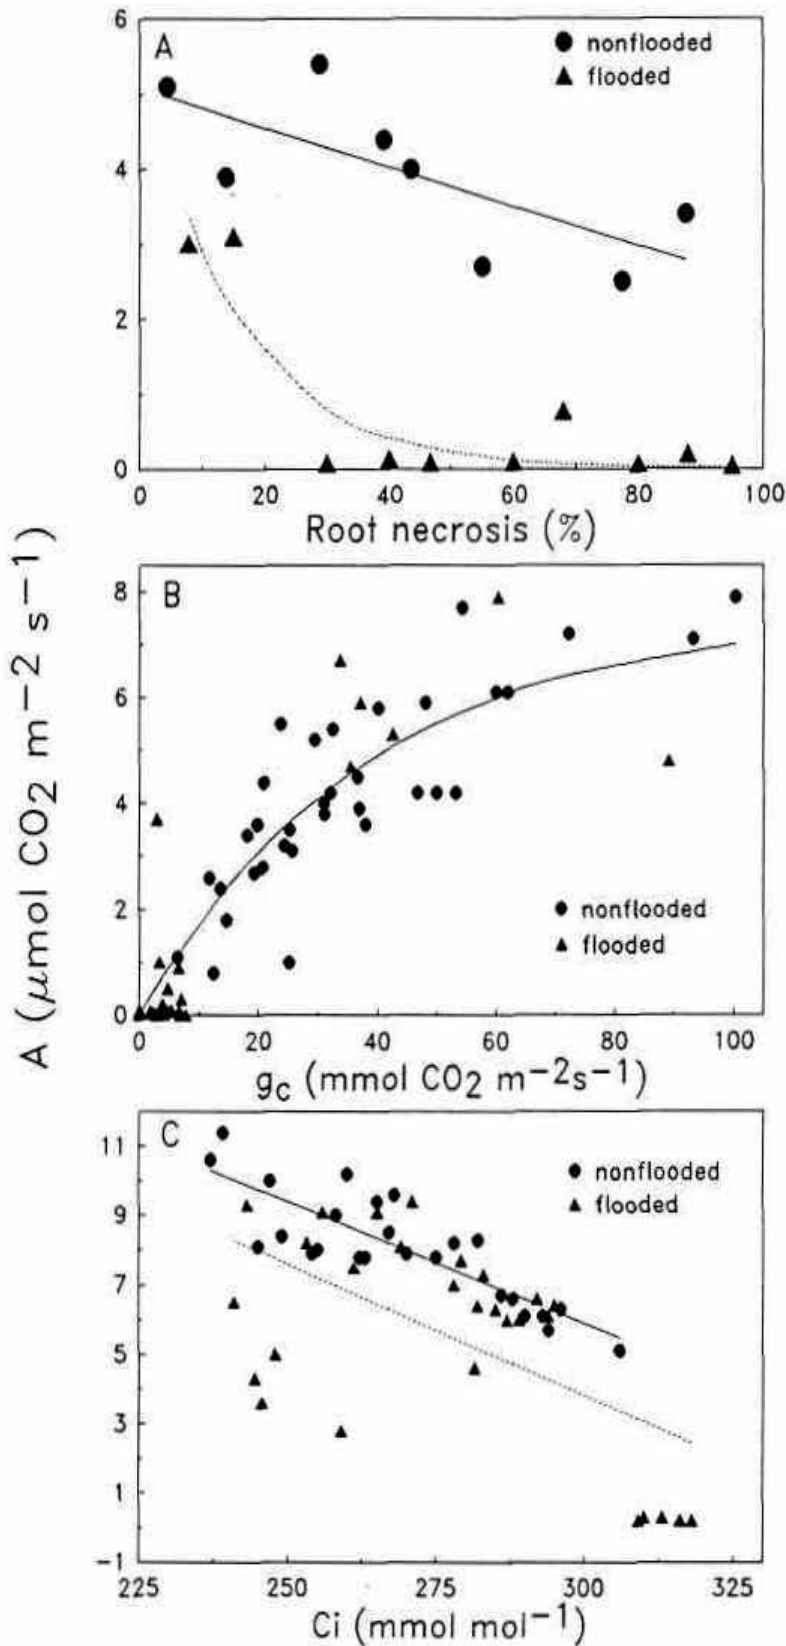 A (μmol CO2 m−2 s−1)
6
4
2
0
A
● nonflooded
▲ flooded
0 20 40 60 80 100
Root necrosis (%)
8
6
4
2
0
B
● nonflooded
▲ flooded
0 20 40 60 80 100
gc (mmol CO2 m−2s−1)
11
9
7
5
3
1
−1
C
● nonflooded
▲ flooded
225 250 275 300 325
Ci (mmol mol−1)